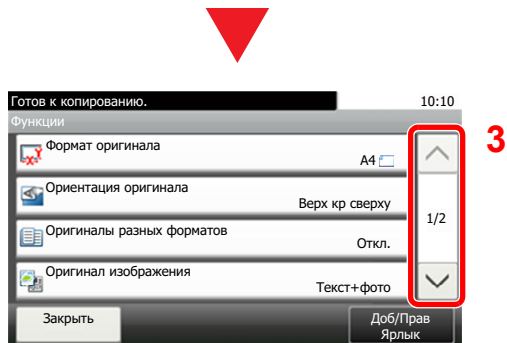 Готов к копированию. 10:10
Функции
Формат оригинала
A4
Ориентация оригинала
Верх кр сверху
Оригиналы разных форматов
Откл.
Оригинал изображения
Текст+фото
1/2
3
Закрыть
Доб/Прав
Ярлык